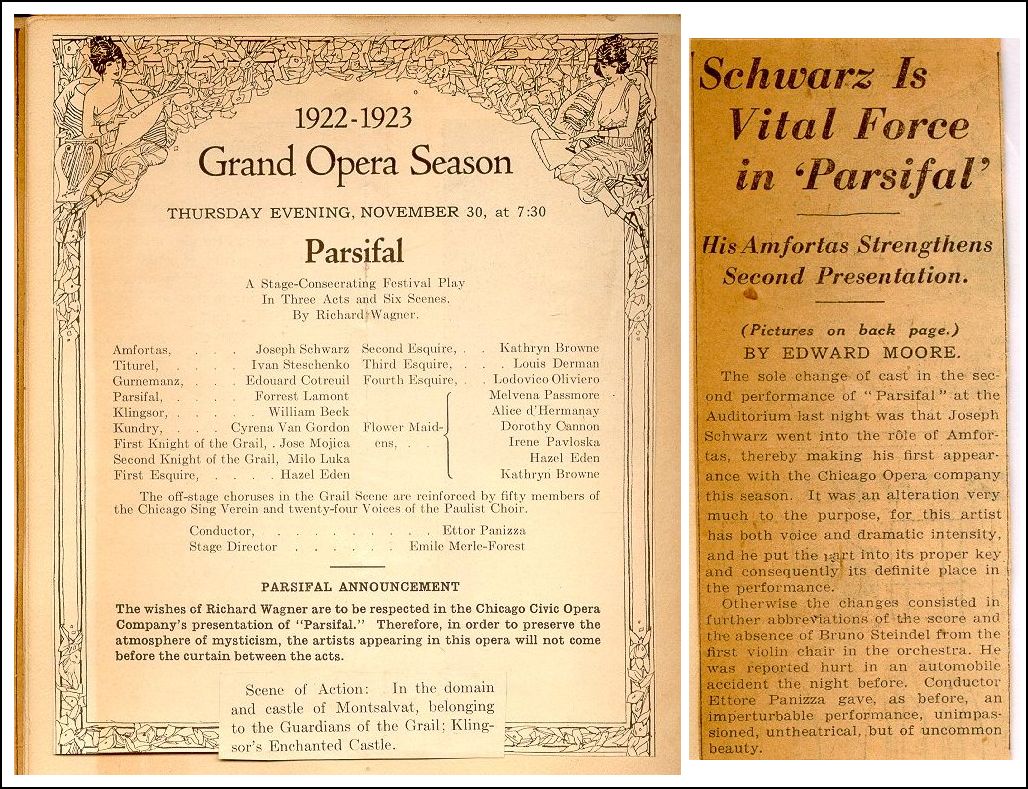 1922-1923
Grand Opera Season
THURSDAY EVENING, NOVEMBER 30, at 7:30
Parsifal
A Stage-Consecrating Festival Play
In Three Acts and Six Scenes.
By Richard Wagner.
Amfortas, . . . . Joseph Schwarz
Titurel, . . . . Ivan Steschenko
Gurnemanz, . . . . Edouard Cotreuil
Parsifal, . . . . Forrest Lamont
Klingsor, . . . . William Beck
Kundry, . . . . Cyrena Van Gordon
First Knight of the Grail, . Jose Mojica
Second Knight of the Grail, Milo Luka
First Esquire, . . . . Hazel Eden
Second Esquire, . . Kathryn Browne
Third Esquire, . . . Louis Derman
Fourth Esquire, . . Lodovico Oliviero
Flower Maid-
ens, . .
Melvena Passmore
Alice d'Hermanay
Dorothy Cannon
Irene Pavloska
Hazel Eden
Kathryn Browne
The off-stage choruses in the Grail Scene are reinforced by fifty members of
the Chicago Sing Verein and twenty-four Voices of the Paulist Choir.
Conductor, . . . . . . . . . Ettor Panizza
Stage Director . . . . . . Emile Merle-Forest
PARSIFAL ANNOUNCEMENT
The wishes of Richard Wagner are to be respected in the Chicago Civic Opera
Company's presentation of "Parsifal." Therefore, in order to preserve the
atmosphere of mysticism, the artists appearing in this opera will not come
before the curtain between the acts.
Scene of Action: In the domain
and castle of Montsalvat, belonging
to the Guardians of the Grail; Kling-
sor's Enchanted Castle.
Schwarz Is
Vital Force
in 'Parsifal'
His Amfortas Strengthens
Second Presentation.
(Pictures on back page.)
BY EDWARD MOORE.
The sole change of cast in the sec-
ond performance of "Parsifal" at the
Auditorium last night was that Joseph
Schwarz went into the rôle of Amfor-
tas, thereby making his first appear-
ance with the Chicago Opera company
this season. It was an alteration very
much to the purpose, for this artist
has both voice and dramatic intensity,
and he put the part into its proper key
and consequently its definite place in
the performance.
Otherwise the changes consisted in
further abbreviations of the score and
the absence of Bruno Steindel from the
first violin chair in the orchestra. He
was reported hurt in an automobile
accident the night before. Conductor
Ettore Panizza gave, as before, an
imperturbable performance, unimpas-
sioned, untheatrical, but of uncommon
beauty.